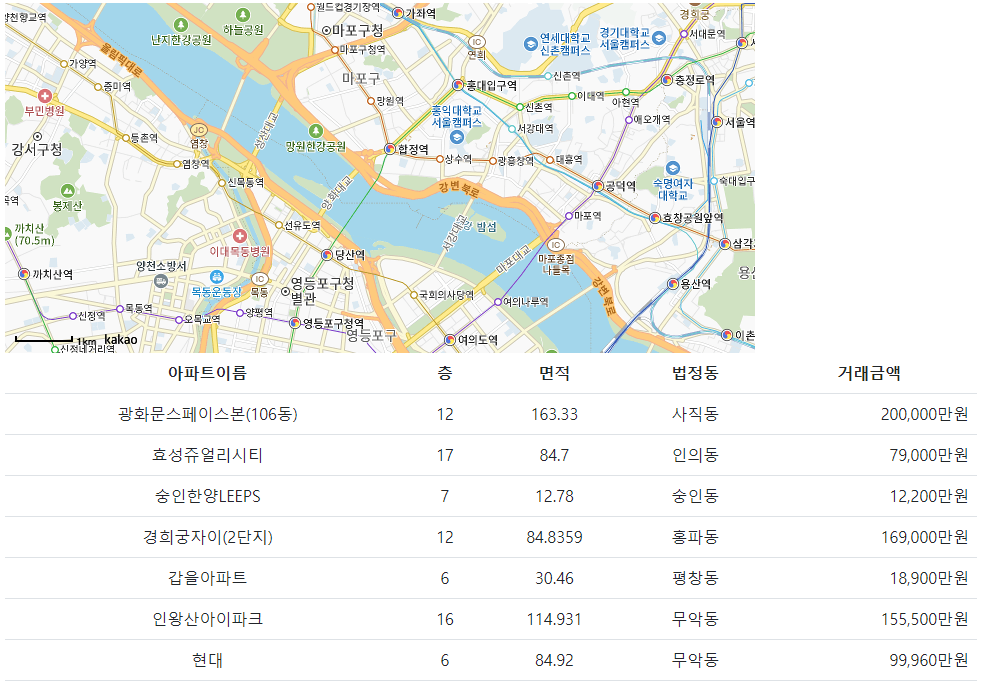 양천향교역
난지한강공원
하늘공원
월드컵경기장역
마포구청
마포구청역
가좌역
연희
연세대학교
신촌캠퍼스
경기대학교
서울캠퍼스
경희궁
서대문역
올림픽대로
가양역
증미역
마포구
망원역
홍대입구역
신촌역
이대역
아현역
충정로역
부민병원
홍익대학교
서울캠퍼스
신촌역
서강대역
애오개역
서울역
강서구청
등촌역
JC
염창
성산대교
망원한강공원
합정역
상수역
광흥창역
대흥역
염창역
신목동역
양화대교
강변북로
공덕역
숙명여자
대학교
숙대입구
봉제산
선유도역
서강대교
밤섬
마포역
효창공원앞역
까치산
(70.5m)
이대목동병원
당산역
마포대교
IC
마포종점
나들목
삼각
까치산역
양천소방서
목동운동장
IC
목동
영등포구청
별관
국회의사당역
여의나루역
강변북로
용산역
용산
신정역
목동역
오목교역
양평역
영등포구청역
영등포구
여의도역
이촌
1km kakao
신정네거리역
아파트이름 층 면적 법정동 거래금액
광화문스페이스본(106동) 12 163.33 사직동 200,000만원
효성쥬얼리시티 17 84.7 인의동 79,000만원
숭인한양LEEPS 7 12.78 숭인동 12,200만원
경희궁자이(2단지) 12 84.8359 홍파동 169,000만원
갑을아파트 6 30.46 평창동 18,900만원
인왕산아이파크 16 114.931 무악동 155,500만원
현대 6 84.92 무악동 99,960만원